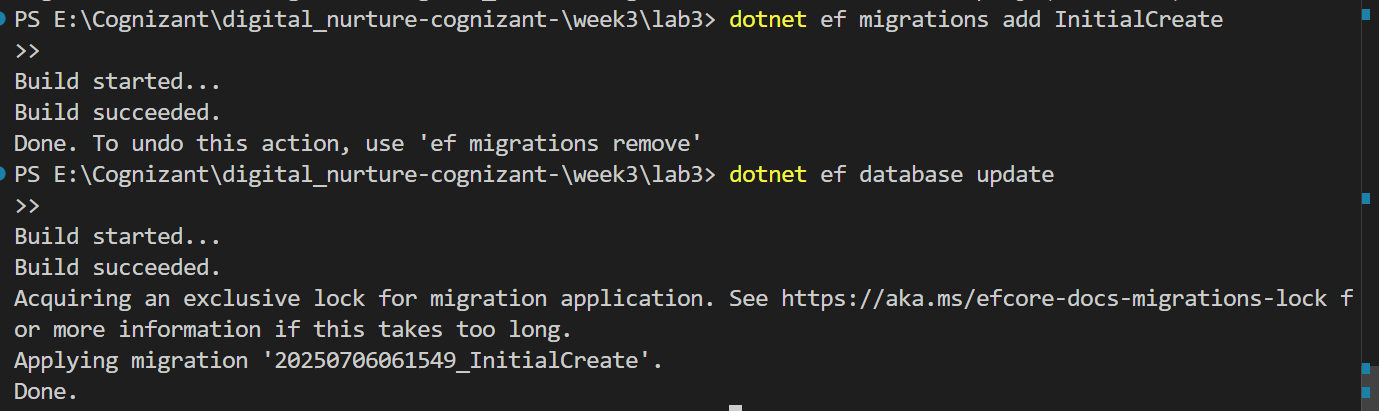 PS E:\Cognizant\digital_nurture-cognizant-\week3\lab3> dotnet ef migrations add InitialCreate
>>
Build started...
Build succeeded.
Done. To undo this action, use 'ef migrations remove'
PS E:\Cognizant\digital_nurture-cognizant-\week3\lab3> dotnet ef database update
>>
Build started...
Build succeeded.
Acquiring an exclusive lock for migration application. See https://aka.ms/efcore-docs-migrations-lock f
or more information if this takes too long.
Applying migration '20250706061549_InitialCreate'.
Done.